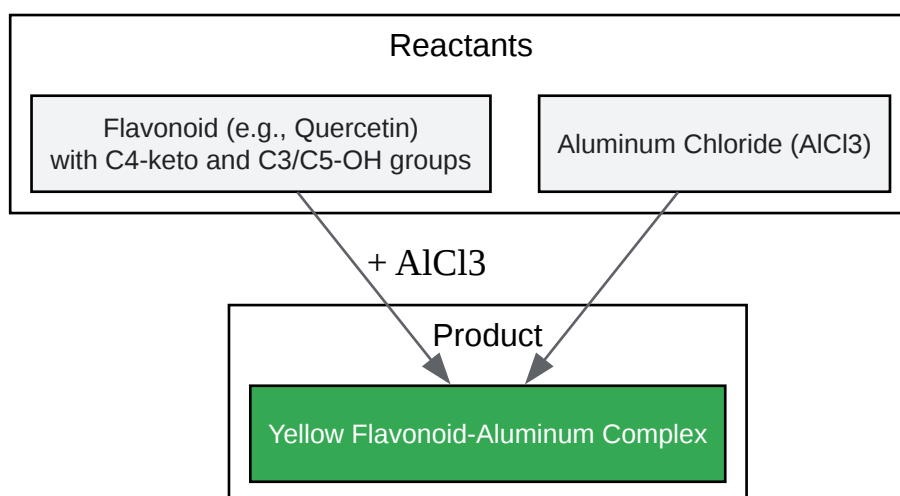 Reactants
Flavonoid (e.g., Quercetin)
with C4-keto and C3/C5-OH groups
Aluminum Chloride (AlCl3)
+ AlCl3
Product
Yellow Flavonoid-Aluminum Complex